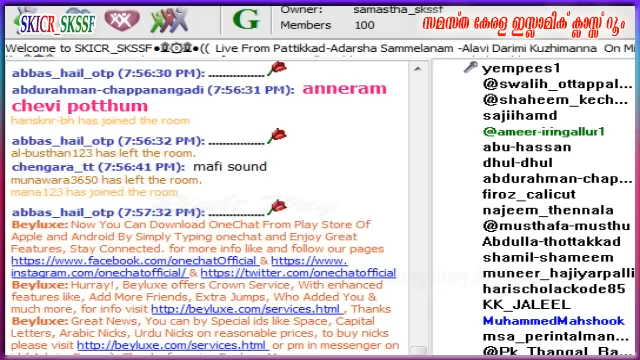 SKICR_SKSSF
G
Owner: samastha_skssf
Members 100
സമസ്ത കേരള ഇസ്ലാമിക് ക്ലാസ്സ് റൂം
Welcome to SKICR_SKSSF Live From Pattikkad-Adarsha Sammelanam -Alavi Darimi Kuzhimanna On Mi
abbas_hail_otp (7:56:30 PM): ................
abdurahman-chappanangadi (7:56:31 PM): anneram
chevi potthum
harisknr-bh has joined the room
abbas_hail_otp (7:56:32 PM): ................
al-busthan123 has left the room.
chengara_tt (7:56:41 PM): mafi sound
munawara3650 has left the room.
mana123 has joined the room
abbas_hail_otp (7:57:32 PM): ................
Beyluxe: Now You Can Download OneChat From Play Store Of
Apple and Android By Simply Typing onechat and Enjoy Great
Features, Stay Connected. for more info like and follow our pages
https://www.facebook.com/onechatOfficial & https://www.
instagram.com/onechatofficial/ & https://twitter.com/onechatofficial
Beyluxe: Hurray!, Beyluxe offers Crown Service, With enhanced
features like, Add More Friends, Extra Jumps, Who Added You &
much more, for info visit http://beyluxe.com/services.html , Thanks
Beyluxe: Great News, You can by Special ids like Space, Capital
Letters, Arabic Nicks, Urdu Nicks on reasonable prices, to buy nicks
please visit http://beyluxe.com/services.html or pm in messenger on
yempees1
@swalih_ottappal...
@shaheem_kech...
sajiihamd
@ameer-iringallur1
abu-hassan
dhul-dhul
abdurahman-chap...
firoz_calicut
najeem_thennala
@musthafa-musthu
Abdulla-thottakkad
shamil-shameem
muneer_hajiyarpalli
harischolackode85
KK_JALEEL
MuhammedMahshook
msa_perintalman...
@Pk_Thangal_Ba...